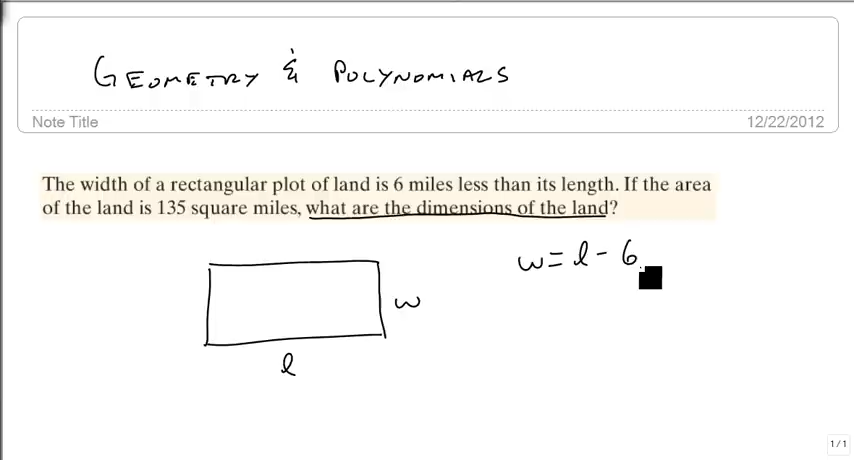 GEOMETRY & POLYNOMIALS
Note Title 12/22/2012
The width of a rectangular plot of land is 6 miles less than its length. If the area
of the land is 135 square miles, what are the dimensions of the land?
w = l - 6
w
l
1/1